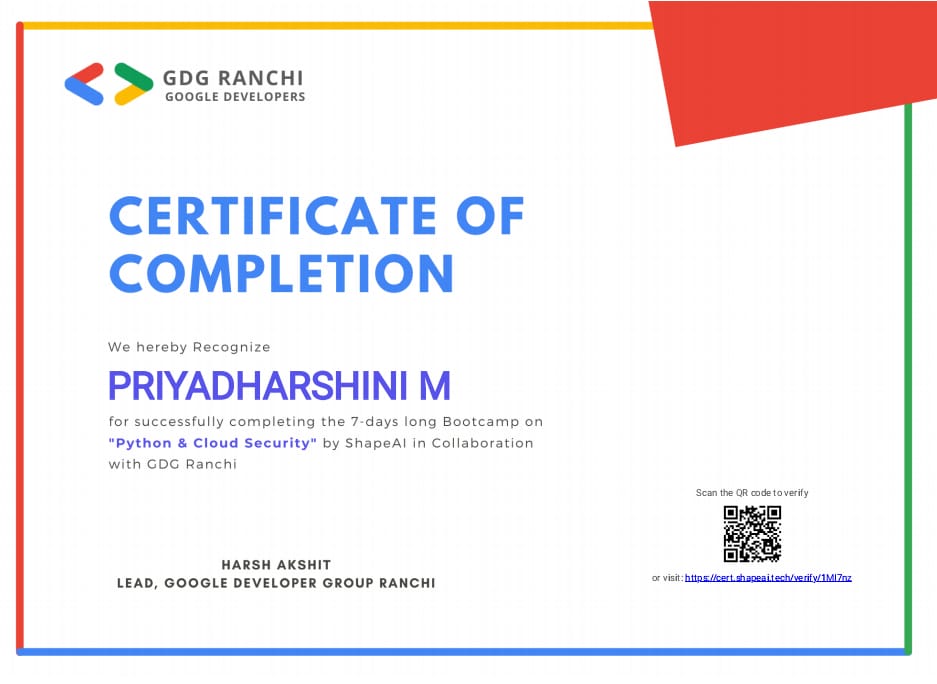 GDG RANCHI
GOOGLE DEVELOPERS
CERTIFICATE OF
COMPLETION
We hereby Recognize
PRIYADHARSHINI M
for successfully completing the 7-days long Bootcamp on
"Python & Cloud Security" by ShapeAI in Collaboration
with GDG Ranchi
Scan the QR code to verify
or visit: https://cert.shapeai.tech/verify/1MI7nz
HARSH AKSHIT
LEAD, GOOGLE DEVELOPER GROUP RANCHI